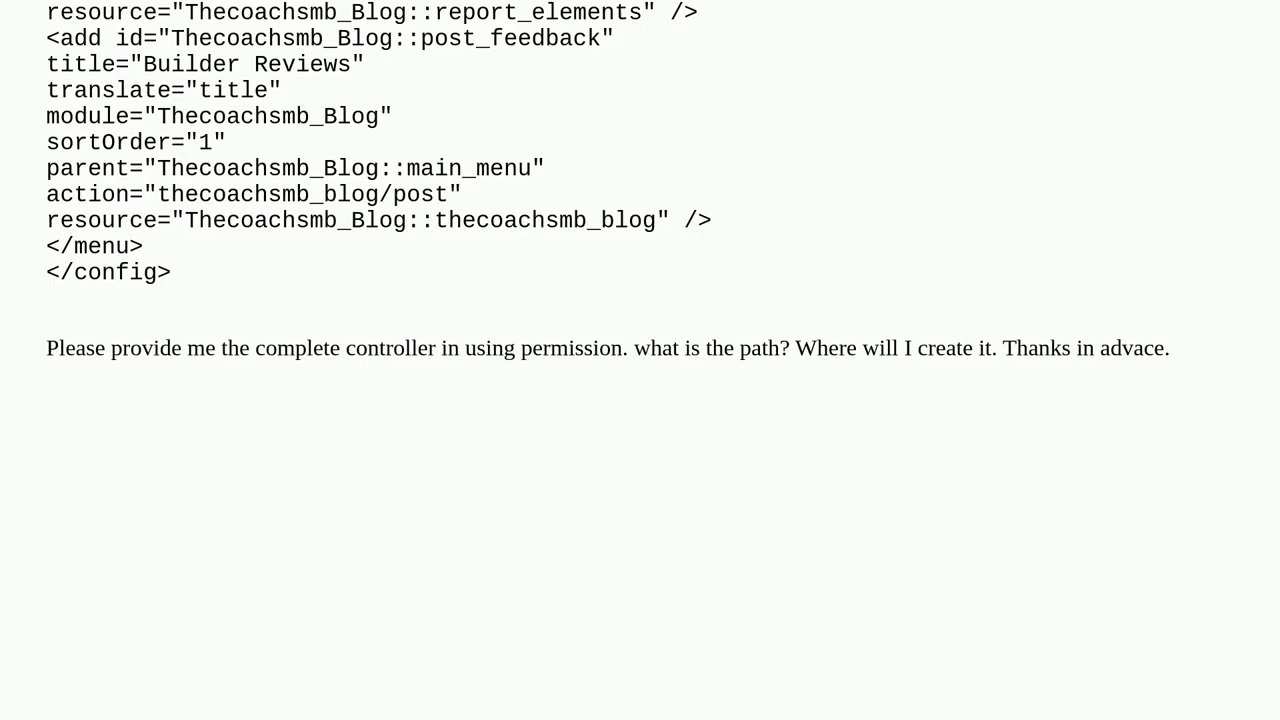 resource="Thecoachsmb_Blog::report_elements" />
<add id="Thecoachsmb_Blog::post_feedback"
title="Builder Reviews"
translate="title"
module="Thecoachsmb_Blog"
sortOrder="1"
parent="Thecoachsmb_Blog::main_menu"
action="thecoachsmb_blog/post"
resource="Thecoachsmb_Blog::thecoachsmb_blog" />
</menu>
</config>
Please provide me the complete controller in using permission. what is the path? Where will I create it. Thanks in advace.